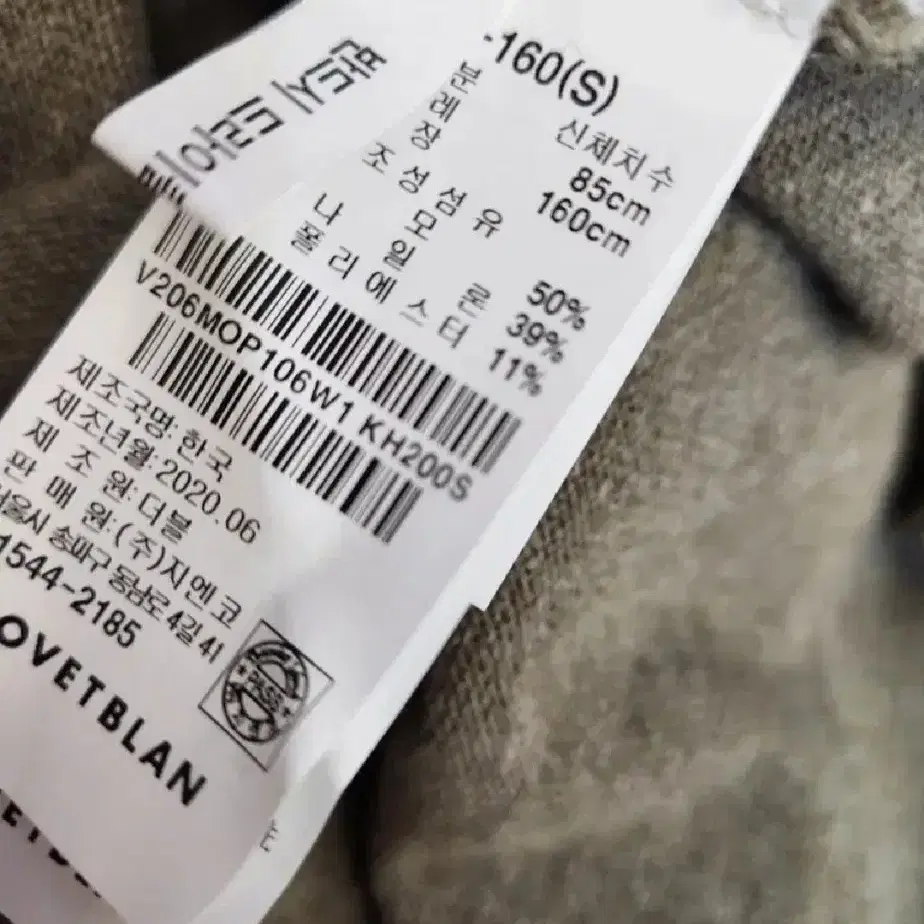 -160(S)
신체치수
85cm
레 장 160cm
조성섬유
모 50%
나 일 론 39%
폴리에스터 11%
V206MOP106W1 KH200S
제조국명: 한국
제조년월: 2020.06
제 조 원: 더블
판 매 원: (주)지엔코
서울시 송파구 동남로 4길 41
1544-2185
OVETBLAN
PASS